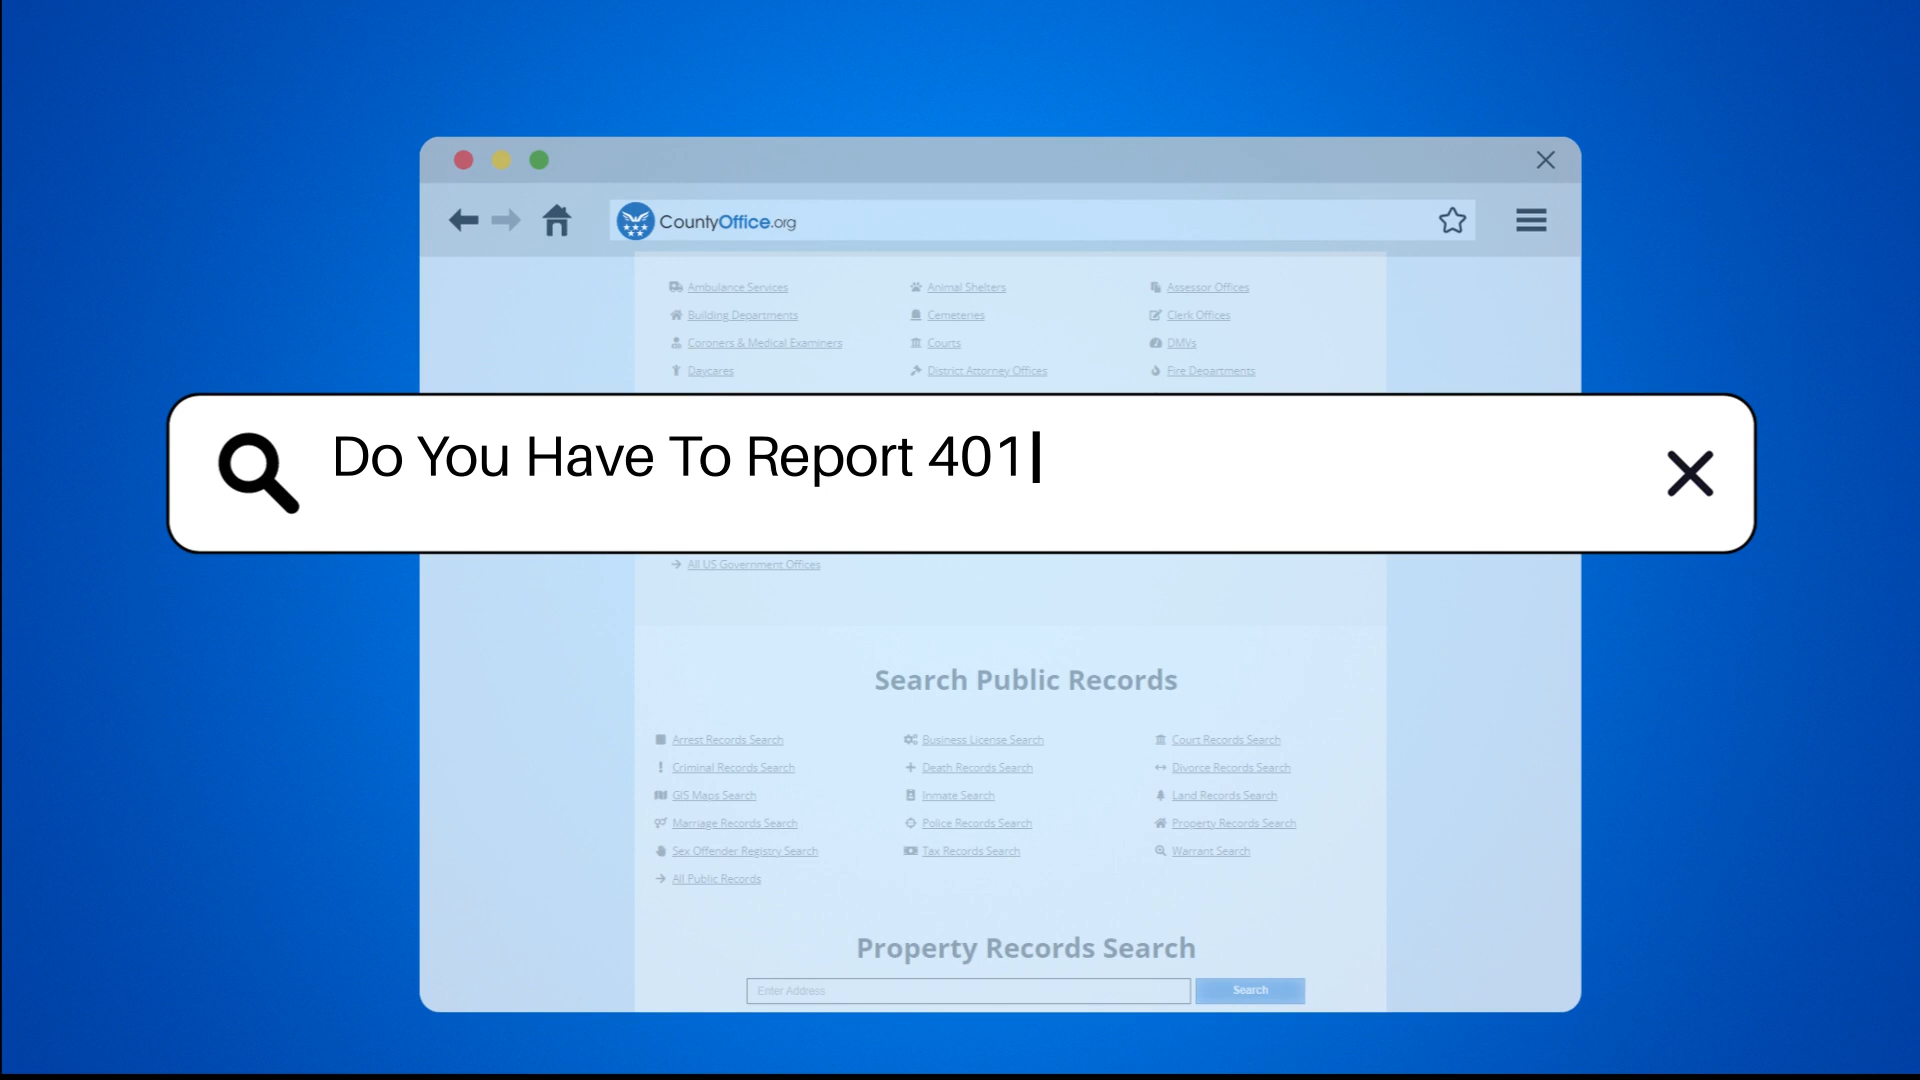 CountyOffice.org
Ambulance Services Animal Shelters Assessor Offices
Building Departments Cemeteries Clerk Offices
Coroners & Medical Examiners Courts DMVs
Daycares District Attorney Offices Fire Departments
Do You Have To Report 401
All US Government Offices
Search Public Records
Arrest Records Search Business License Search Court Records Search
Criminal Records Search Death Records Search Divorce Records Search
GIS Maps Search Inmate Search Land Records Search
Marriage Records Search Police Records Search Property Records Search
Sex Offender Registry Search Tax Records Search Warrant Search
All Public Records
Property Records Search
Enter Address Search